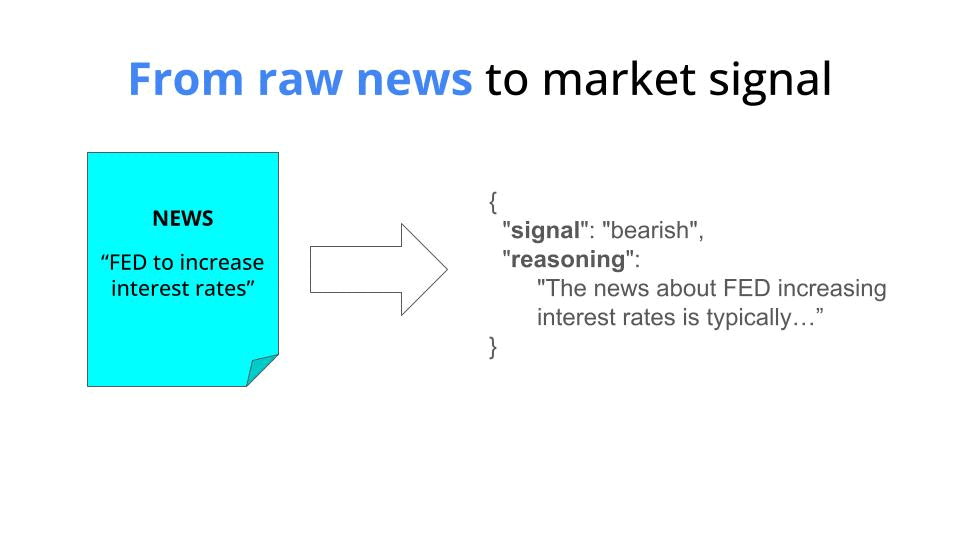 From raw news to market signal
NEWS
“FED to increase
interest rates”
{
"signal": "bearish",
"reasoning":
"The news about FED increasing
interest rates is typically…”
}